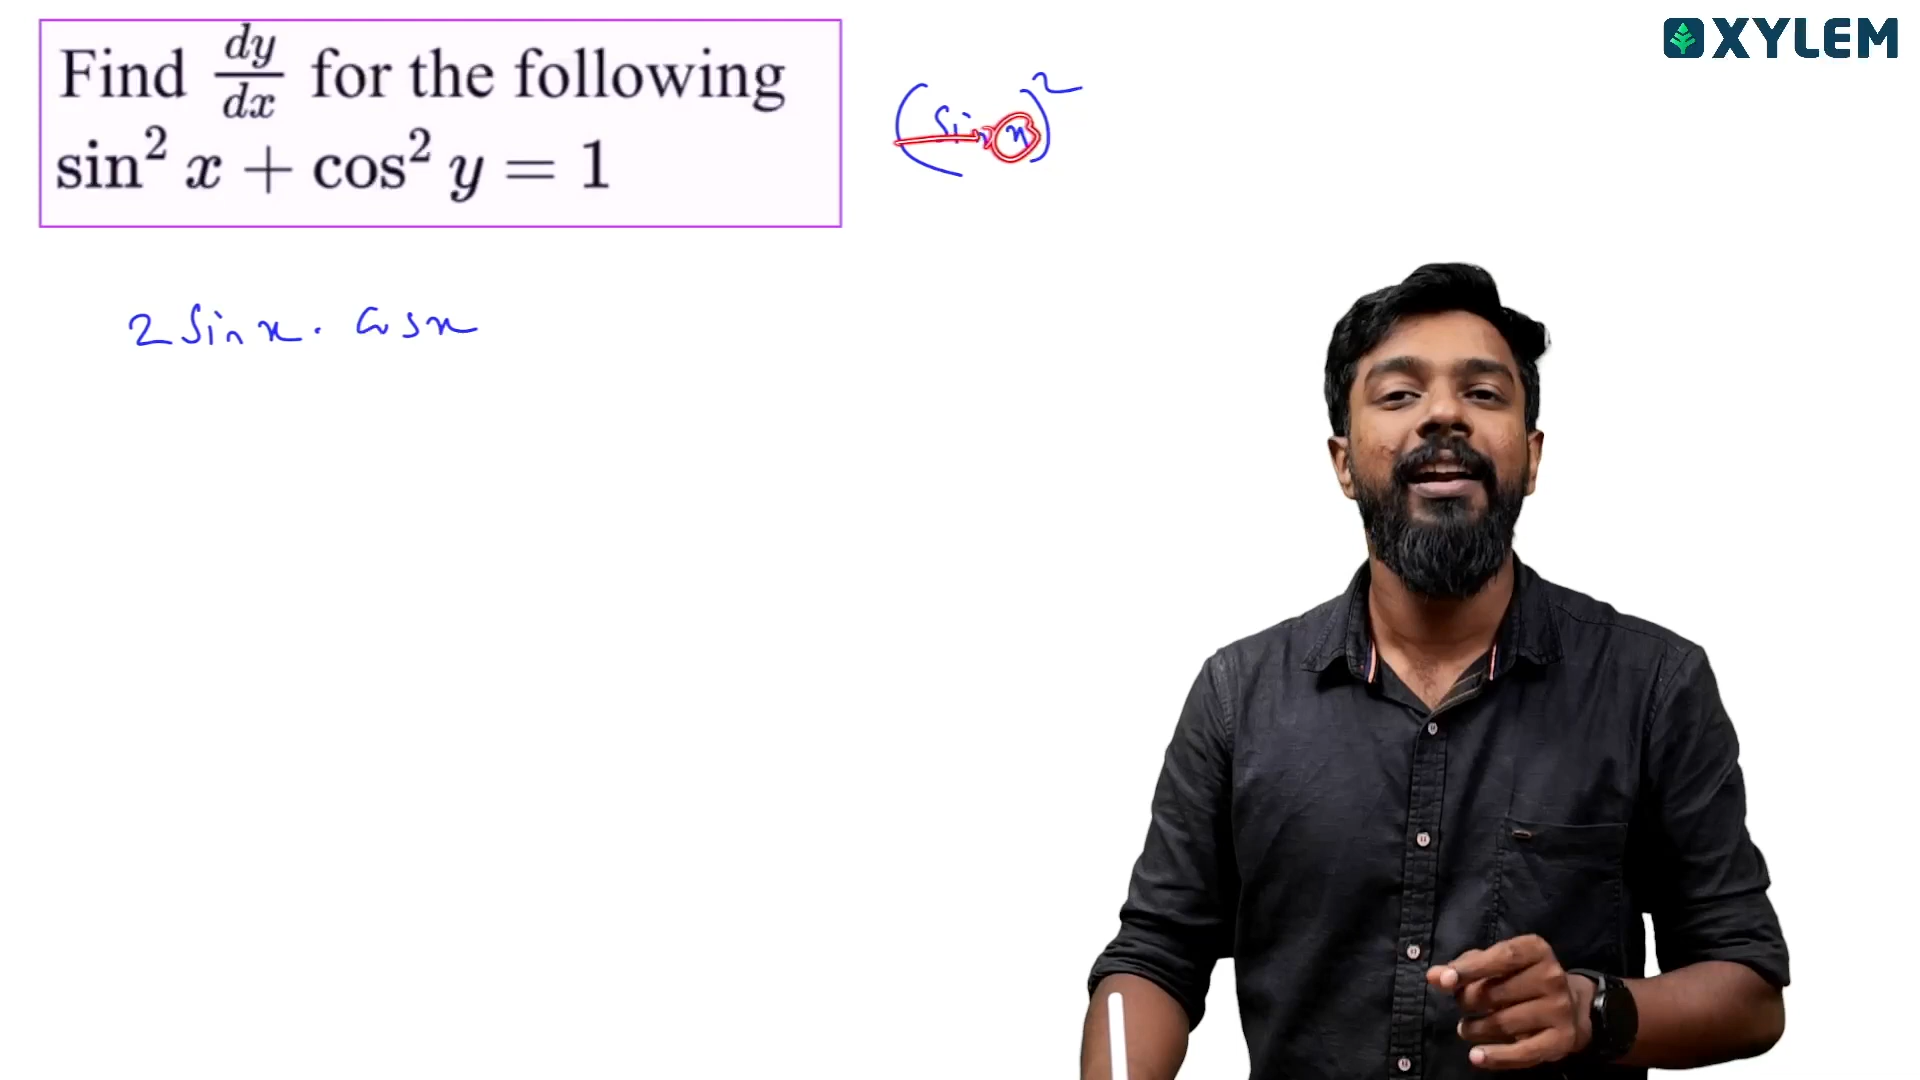 Find dy/dx for the following
sin² x + cos² y = 1
(Sin x)²
XYLEM
2 Sin x . Cos x